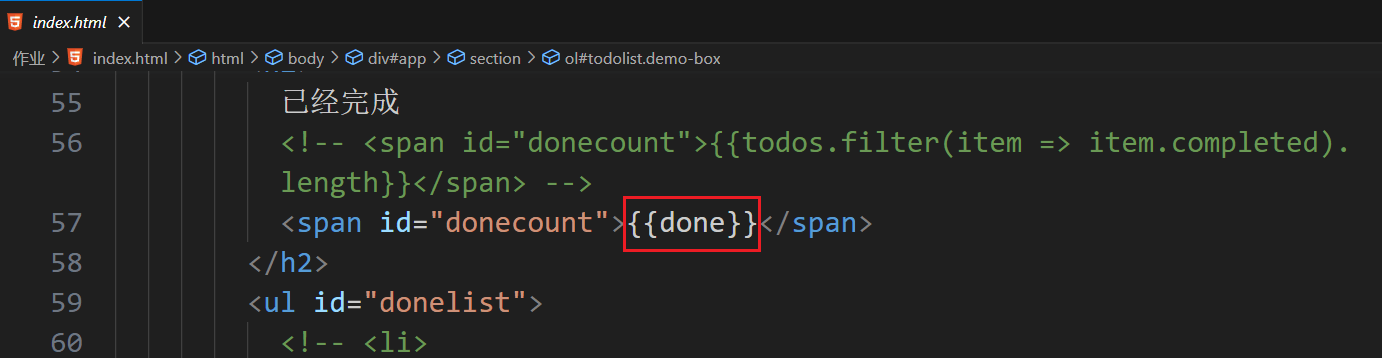 index.html ×
作业 > index.html > html > body > div#app > section > ol#todolist.demo-box
55 已经完成
56 <!-- <span id="donecount">{{todos.filter(item => item.completed).
length}}</span> -->
57 <span id="donecount">{{done}}</span>
58 </h2>
59 <ul id="donelist">
60 <!-- <li>